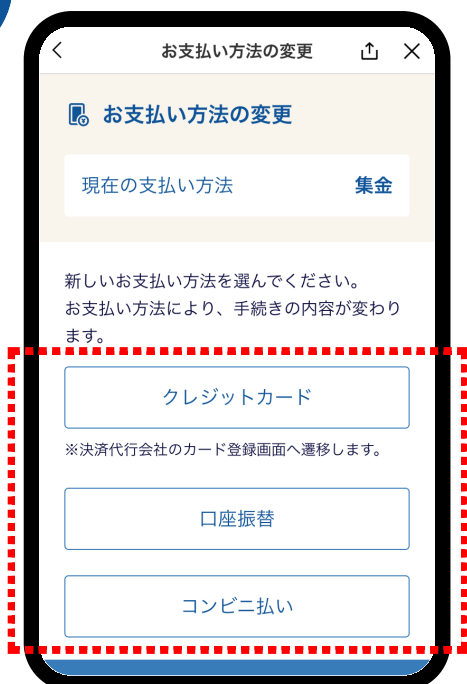 お支払い方法の変更
お支払い方法の変更
現在の支払い方法 集金
新しいお支払い方法を選んでください。
お支払い方法により、手続きの内容が変わり
ます。
クレジットカード
※決済代行会社のカード登録画面へ遷移します。
口座振替
コンビニ払い